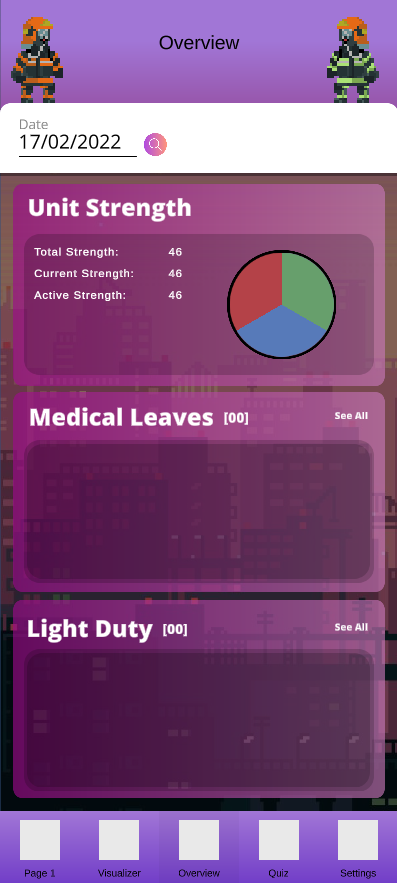 Overview
Date
17/02/2022
Unit Strength
Total Strength: 46
Current Strength: 46
Active Strength: 46
Medical Leaves [00] See All
Light Duty [00] See All
Page 1 Visualizer Overview Quiz Settings